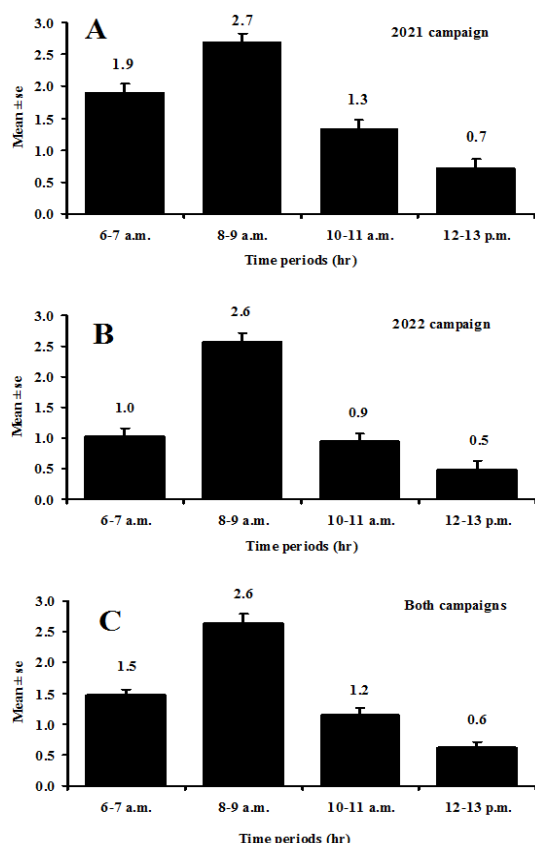 A
2021 campaign
Mean ± se
3.0
2.5
2.0
1.5
1.0
0.5
0.0
1.9
2.7
1.3
0.7
6-7 a.m.
8-9 a.m.
10-11 a.m.
12-13 p.m.
Time periods (hr)
B
2022 campaign
Mean ± se
3.0
2.5
2.0
1.5
1.0
0.5
0.0
1.0
2.6
0.9
0.5
6-7 a.m.
8-9 a.m.
10-11 a.m.
12-13 p.m.
Time periods (hr)
C
Both campaigns
Mean ± se
3.0
2.5
2.0
1.5
1.0
0.5
0.0
1.5
2.6
1.2
0.6
6-7 a.m.
8-9 a.m.
10-11 a.m.
12-13 p.m.
Time periods (hr)